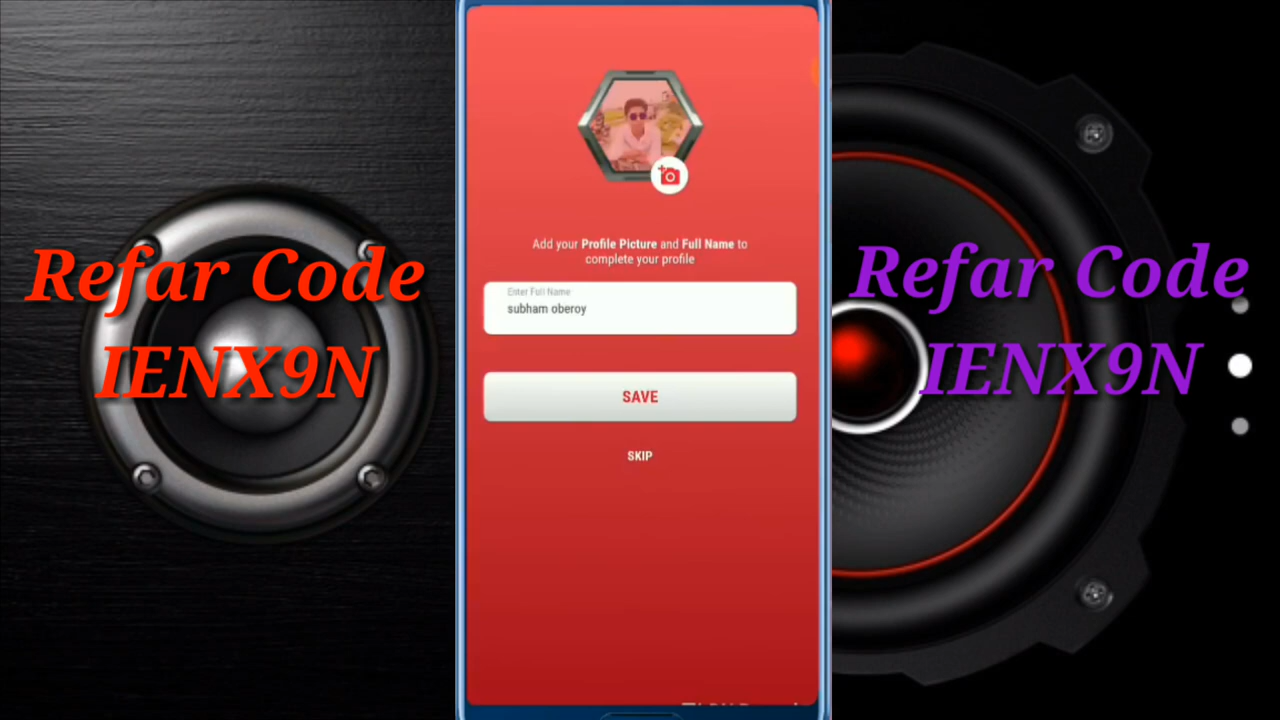 Refar Code
IENX9N
Add your Profile Picture and Full Name to
complete your profile
Enter Full Name
subham oberoy
SAVE
SKIP
Refar Code
IENX9N